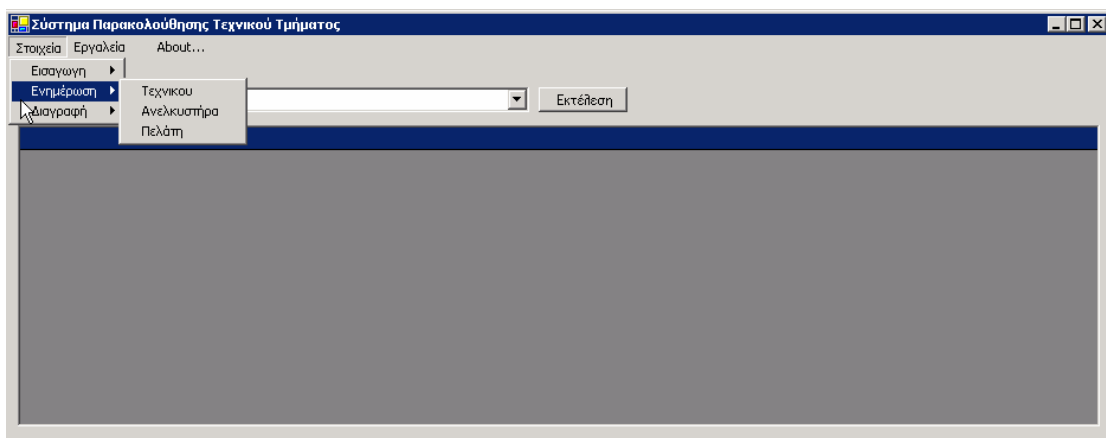 Σύστημα Παρακολούθησης Τεχνικού Τμήματος
Στοιχεία Εργαλεία About...
Εισαγωγη
Ενημέρωση Τεχνικου Εκτέλεση
Διαγραφή Ανελκυστήρα
Πελάτη